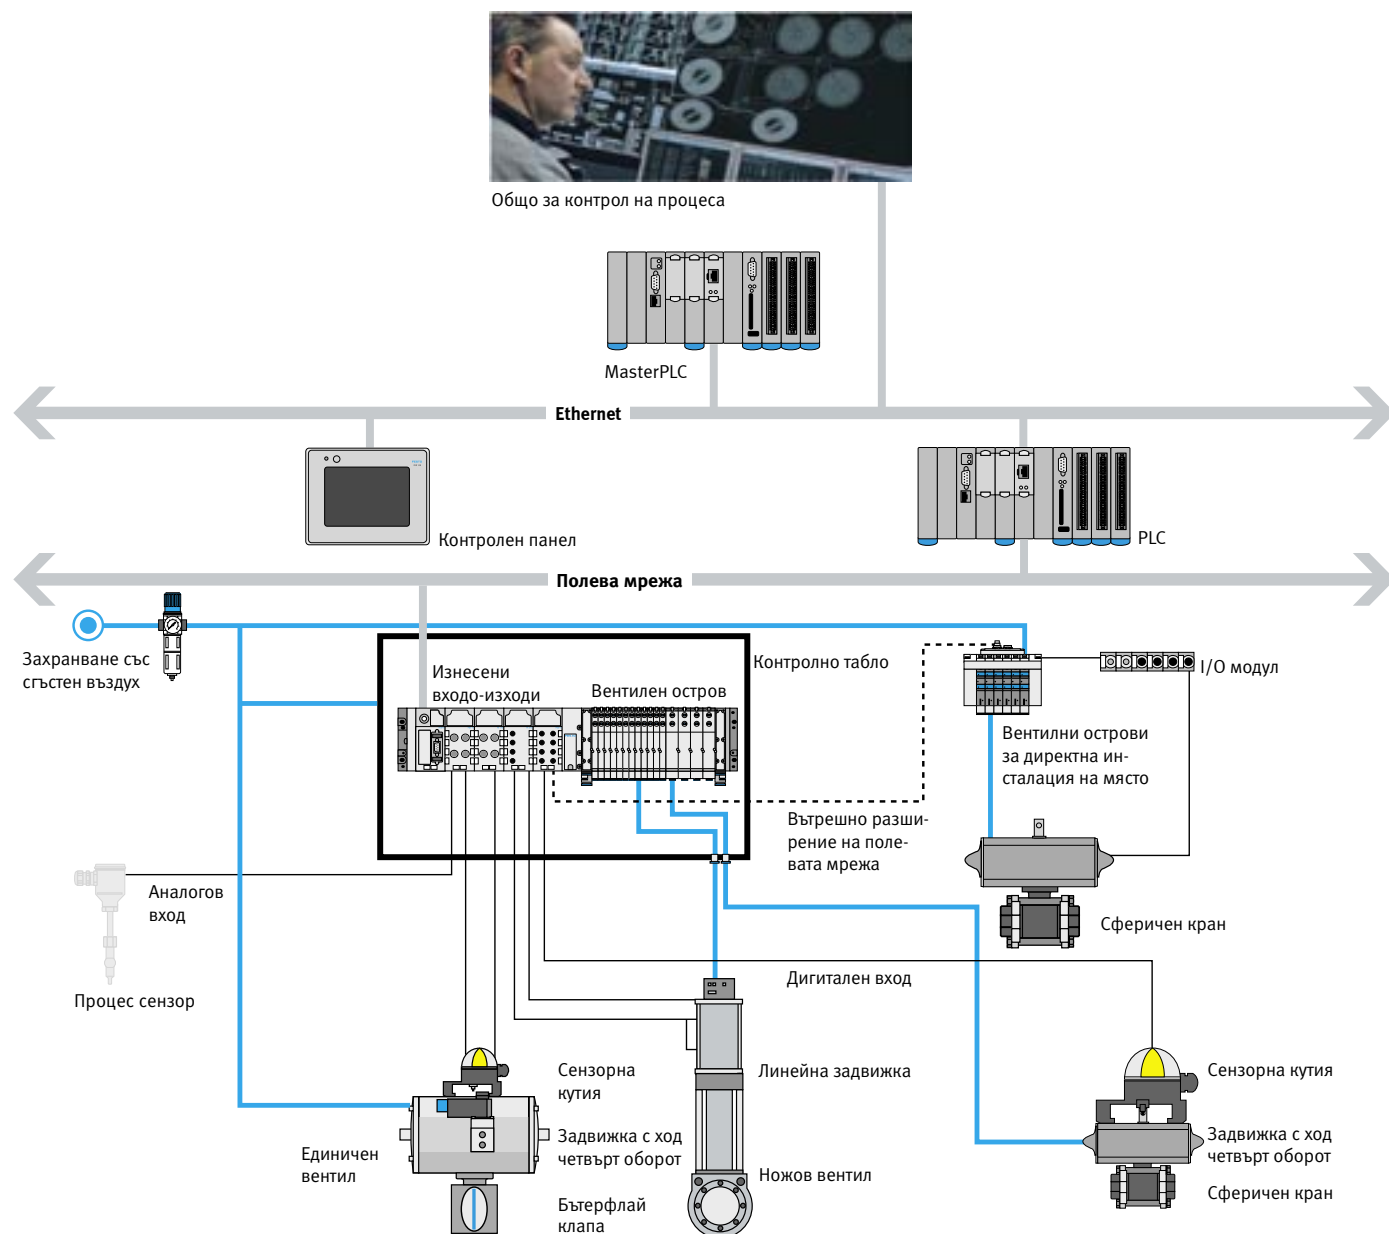 Общо за контрол на процеса
MasterPLC
Ethernet
Контролен панел
PLC
Полева мрежа
Захранване със
сгъстен въздух
Изнесени
входо-изходи
Вентилен остров
Контролно табло
I/O модул
Вентилни острови
за директна ин-
сталация на място
Вътрешно разши-
рение на поле-
вата мрежа
Аналогов
вход
Процес сензор
Сферичен кран
Дигитален вход
Сензорна
кутия
Линейна задвижка
Сензорна кутия
Единичен
вентил
Задвижка с ход
четвърт оборот
Ножов вентил
Задвижка с ход
четвърт оборот
Бътерфлай
клапа
Сферичен кран